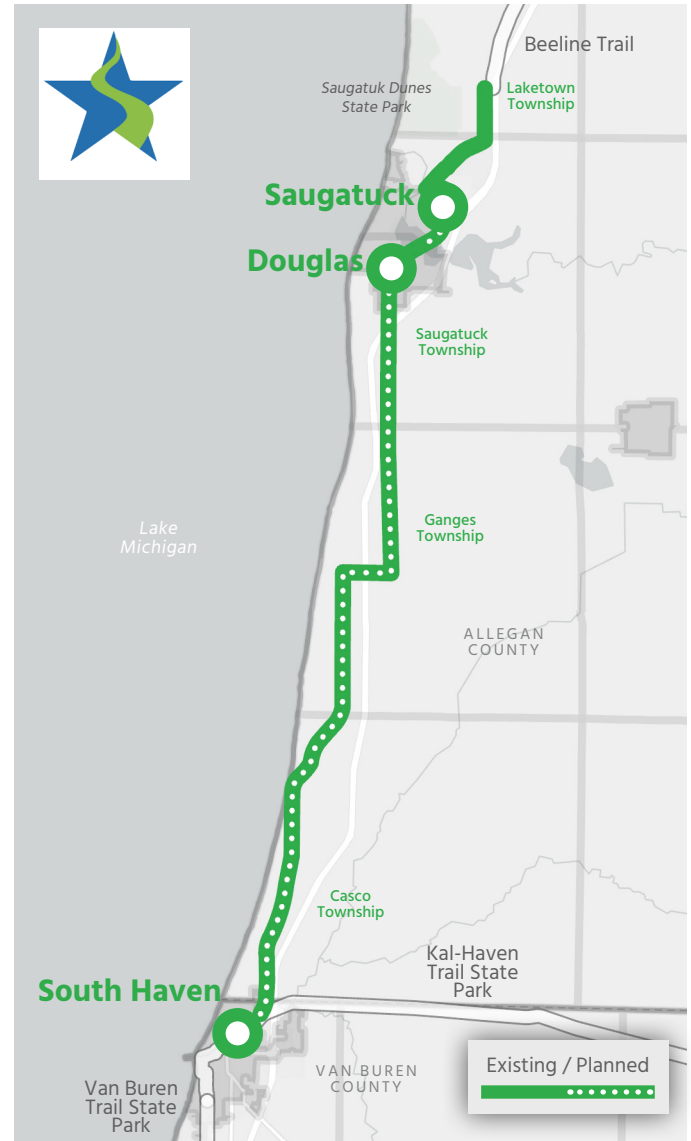 Beeline Trail
Saugatuk Dunes
State Park
Laketown
Township
Saugatuck
Douglas
Saugatuck
Township
Ganges
Township
Lake
Michigan
ALLEGAN
COUNTY
Casco
Township
Kal-Haven
Trail State
Park
South Haven
Existing / Planned
VAN BUREN
COUNTY
Van Buren
Trail State
Park